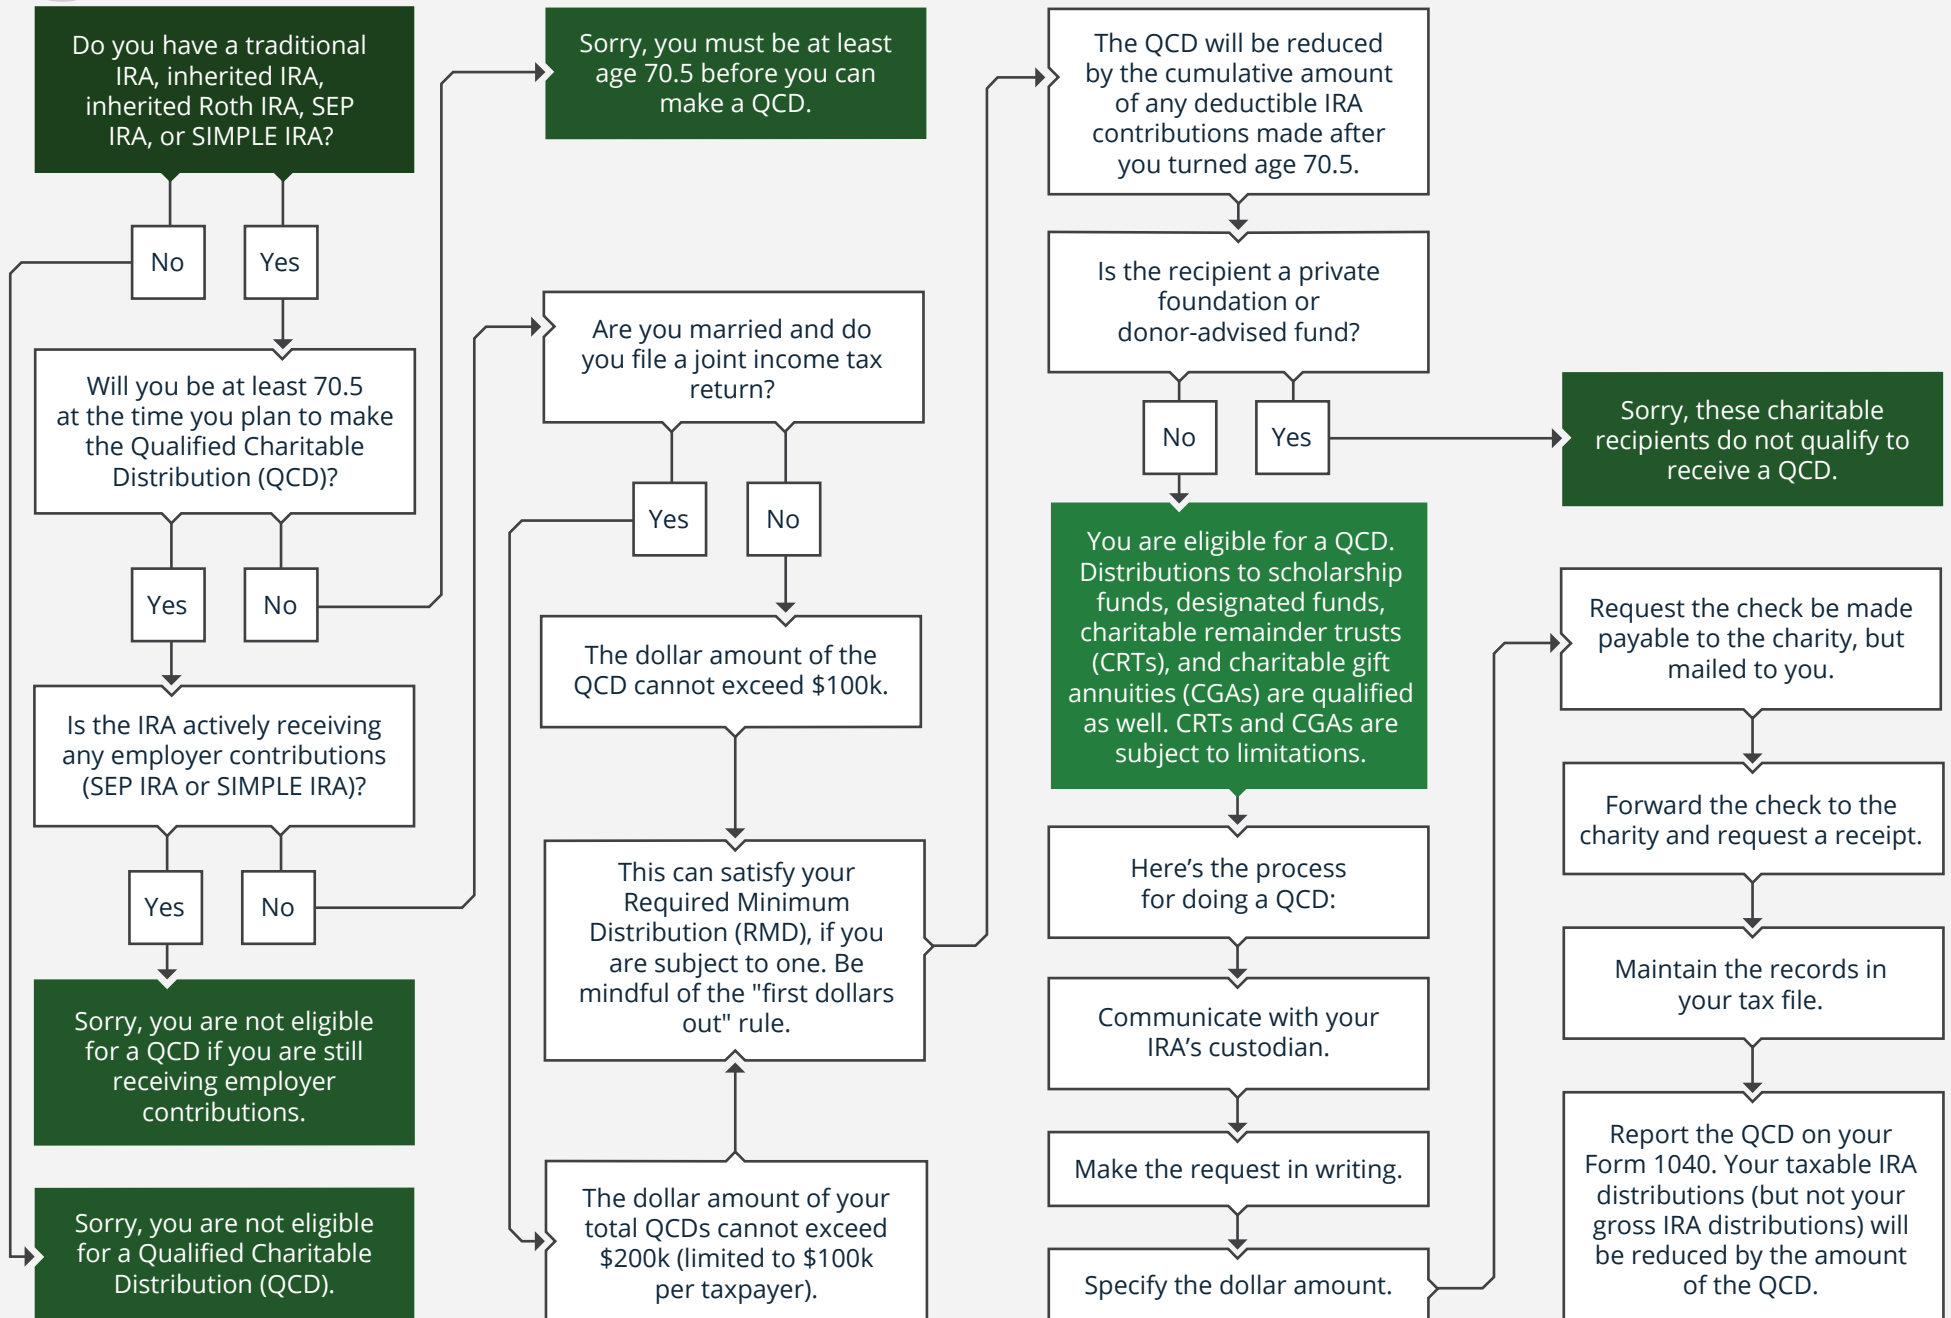 Do you have a traditional
IRA, inherited IRA,
inherited Roth IRA, SEP
IRA, or SIMPLE IRA?
No
Yes
Will you be at least 70.5
at the time you plan to make
the Qualified Charitable
Distribution (QCD)?
Yes
No
Is the IRA actively receiving
any employer contributions
(SEP IRA or SIMPLE IRA)?
Yes
No
Sorry, you are not eligible
for a QCD if you are still
receiving employer
contributions.
Sorry, you are not eligible
for a Qualified Charitable
Distribution (QCD).
Sorry, you must be at least
age 70.5 before you can
make a QCD.
Are you married and do
you file a joint income tax
return?
Yes
No
The dollar amount of the
QCD cannot exceed $100k.
This can satisfy your
Required Minimum
Distribution (RMD), if you
are subject to one. Be
mindful of the "first dollars
out" rule.
The dollar amount of your
total QCDs cannot exceed
$200k (limited to $100k
per taxpayer).
The QCD will be reduced
by the cumulative amount
of any deductible IRA
contributions made after
you turned age 70.5.
Is the recipient a private
foundation or
donor-advised fund?
No
Yes
You are eligible for a QCD.
Distributions to scholarship
funds, designated funds,
charitable remainder trusts
(CRTs), and charitable gift
annuities (CGAs) are qualified
as well. CRTs and CGAs are
subject to limitations.
Here’s the process
for doing a QCD:
Communicate with your
IRA’s custodian.
Make the request in writing.
Specify the dollar amount.
Sorry, these charitable
recipients do not qualify to
receive a QCD.
Request the check be made
payable to the charity, but
mailed to you.
Forward the check to the
charity and request a receipt.
Maintain the records in
your tax file.
Report the QCD on your
Form 1040. Your taxable IRA
distributions (but not your
gross IRA distributions) will
be reduced by the amount
of the QCD.